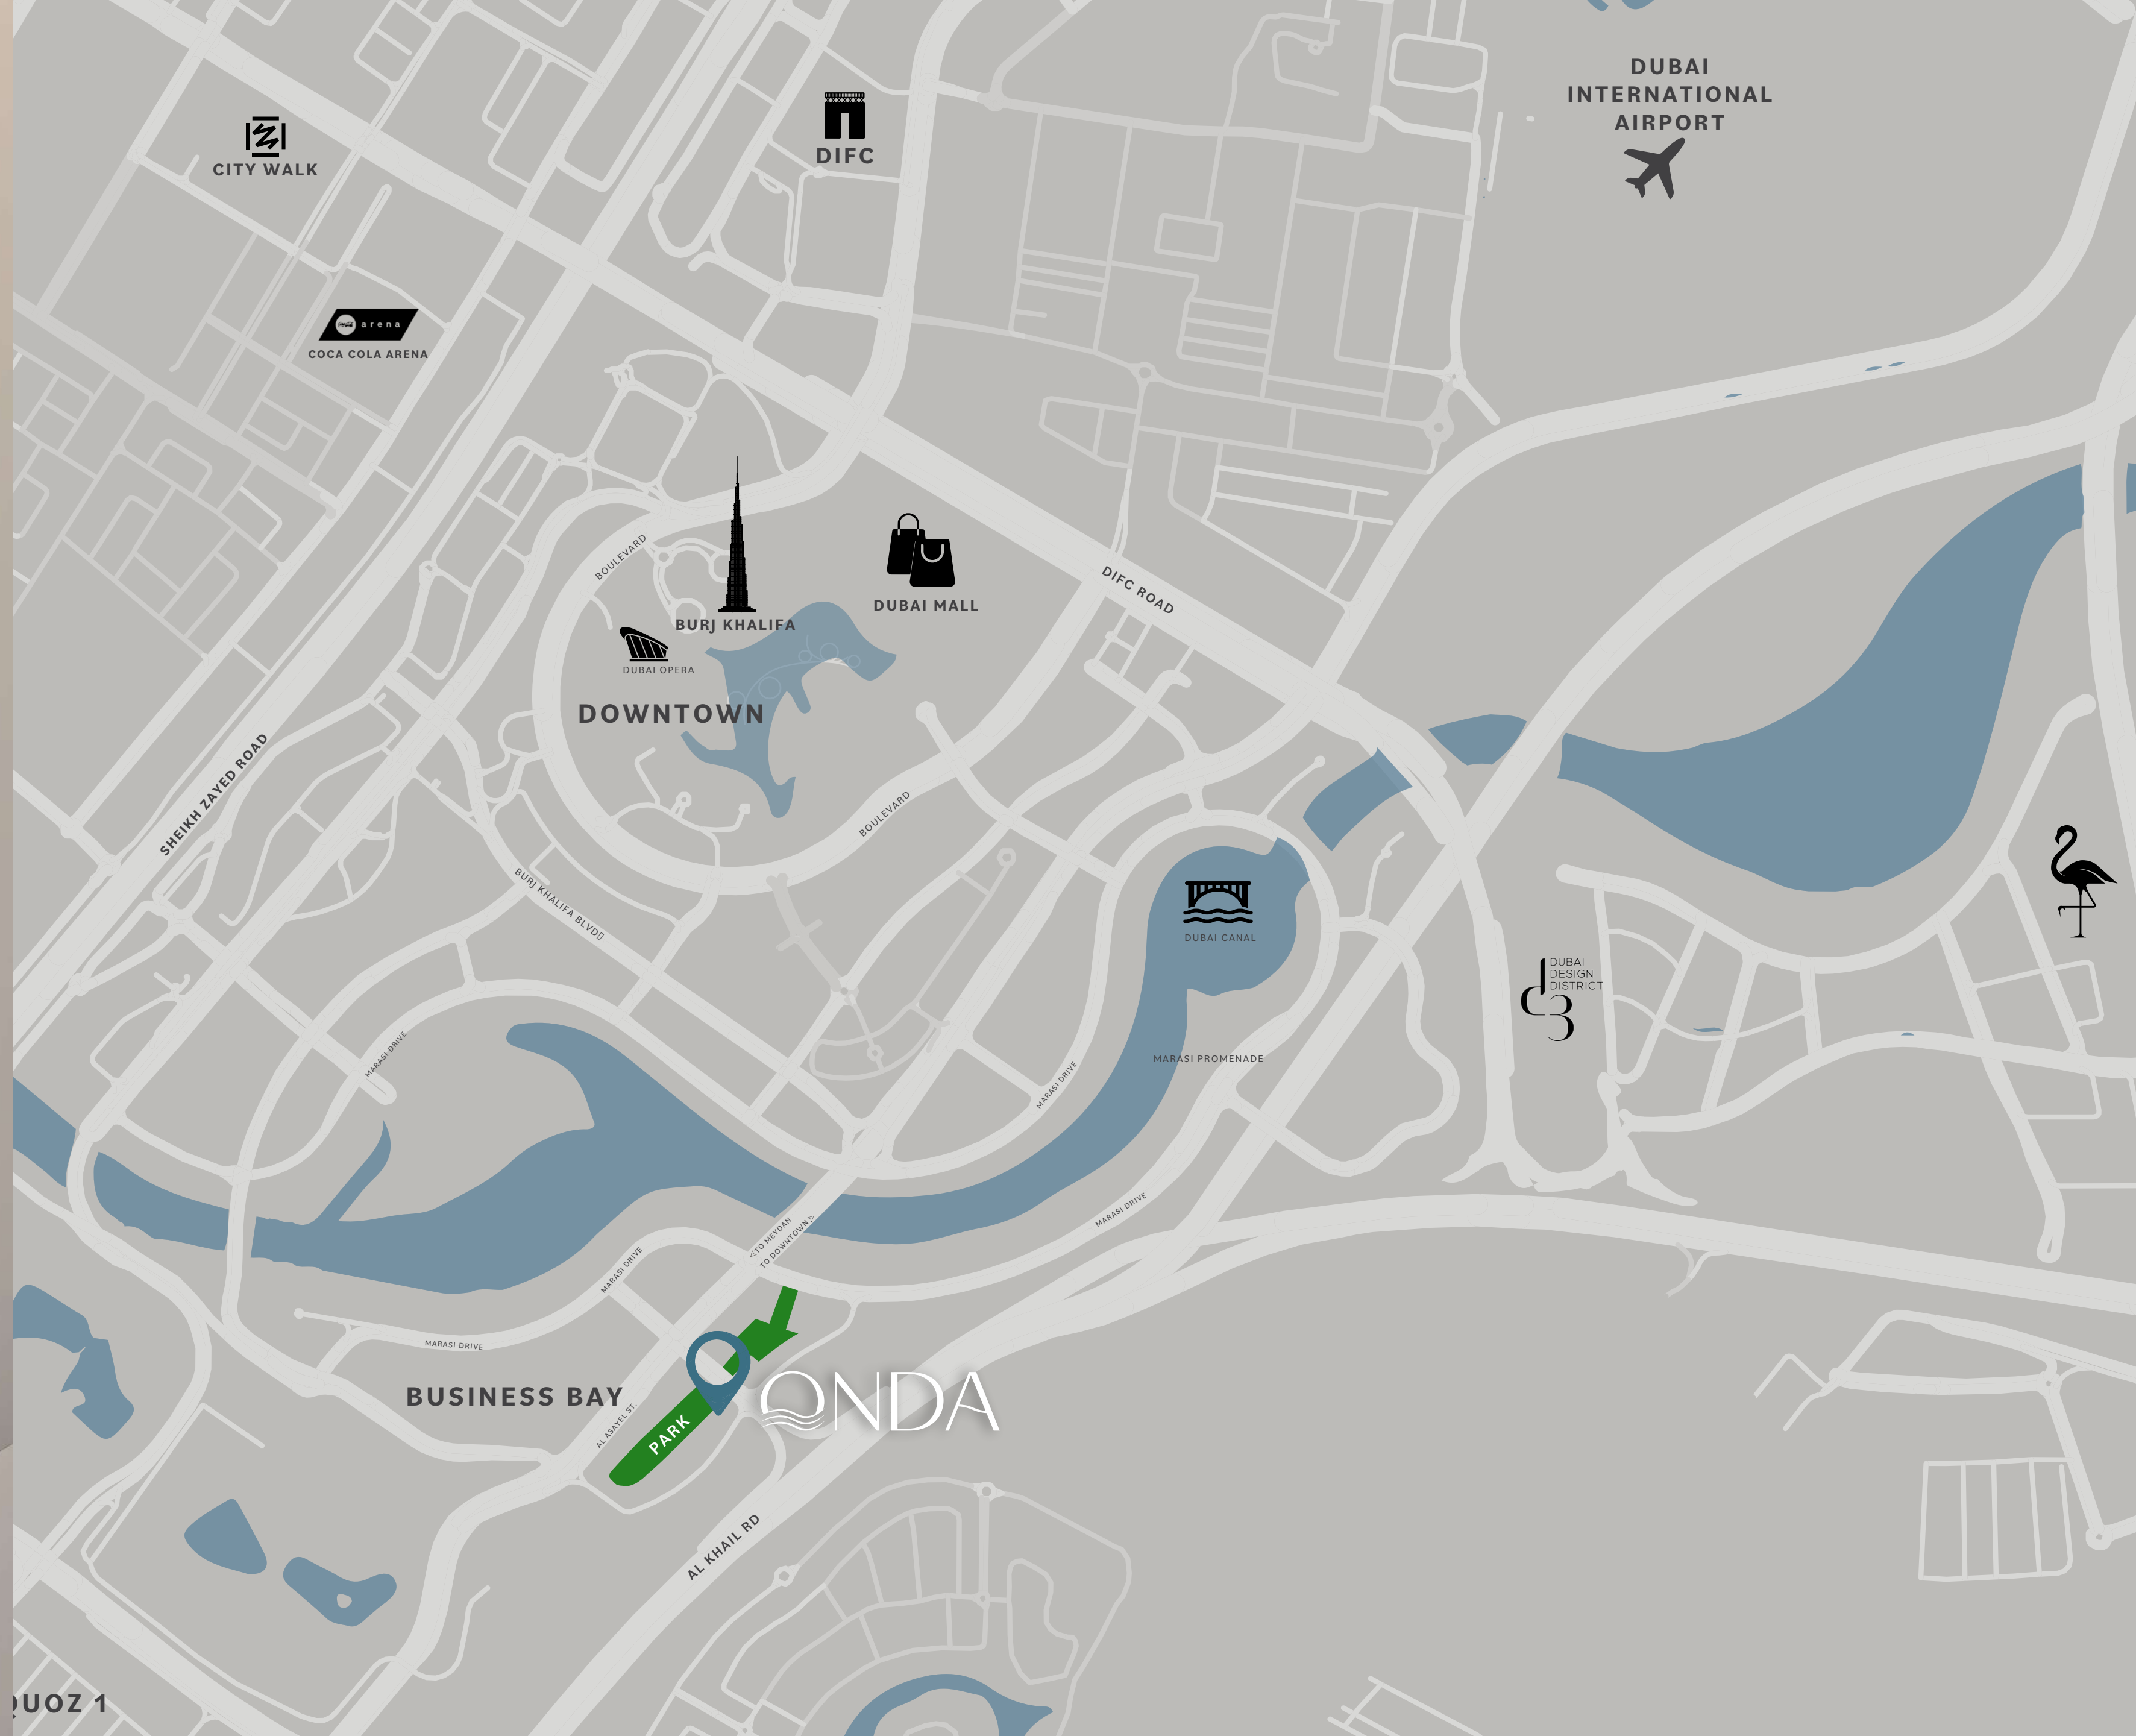 DUBAI
INTERNATIONAL
AIRPORT
CITY WALK
DIFC
arena
COCA COLA ARENA
BOULEVARD
DIFC ROAD
DUBAI MALL
BURJ KHALIFA
DUBAI OPERA
DOWNTOWN
SHEIKH ZAYED ROAD
BOULEVARD
BURJ KHALIFA BLVD
DUBAI CANAL
DUBAI
DESIGN
DISTRICT
d3
MARASI DRIVE
MARASI PROMENADE
MARASI DRIVE
MARASI DRIVE
TO MEYDAN
TO DOWNTOWN
MARASI DRIVE
MARASI DRIVE
BUSINESS BAY
ONDA
AL ASAYEL ST.
PARK
AL KHAIL RD
QUOZ 1